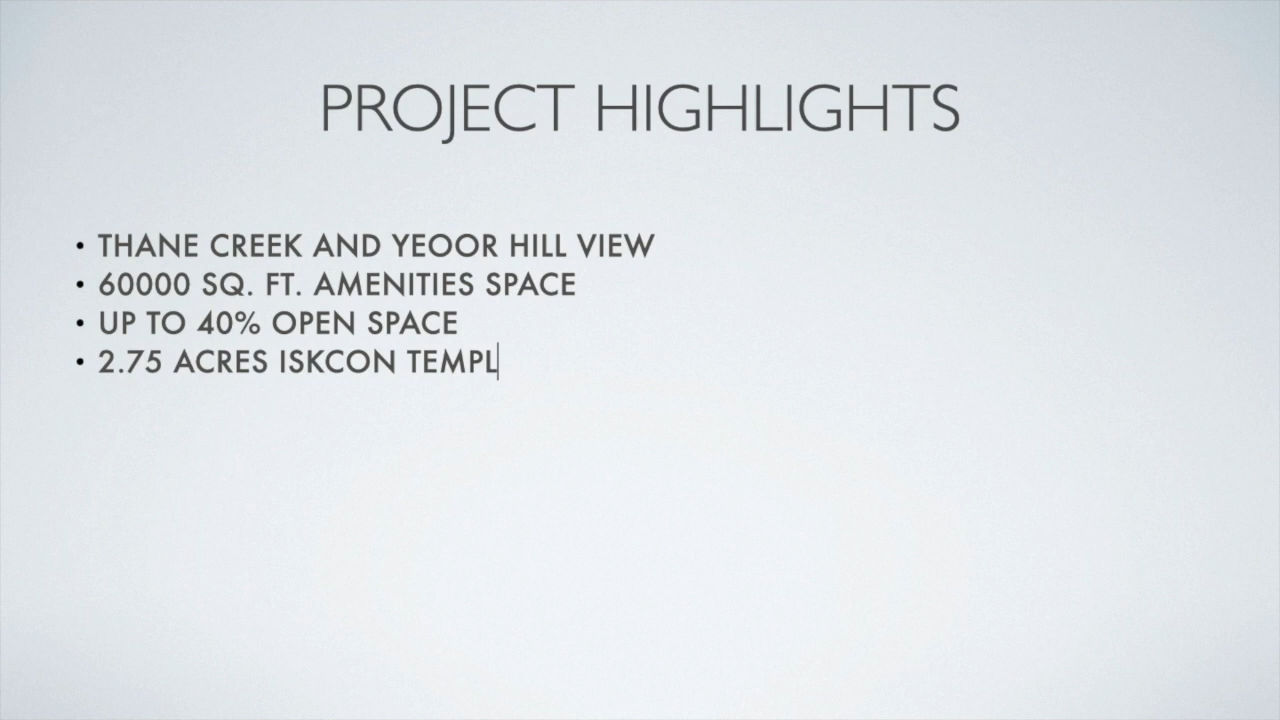 PROJECT HIGHLIGHTS
• THANE CREEK AND YEOOR HILL VIEW
• 60000 SQ. FT. AMENITIES SPACE
• UP TO 40% OPEN SPACE
• 2.75 ACRES ISKCON TEMPL